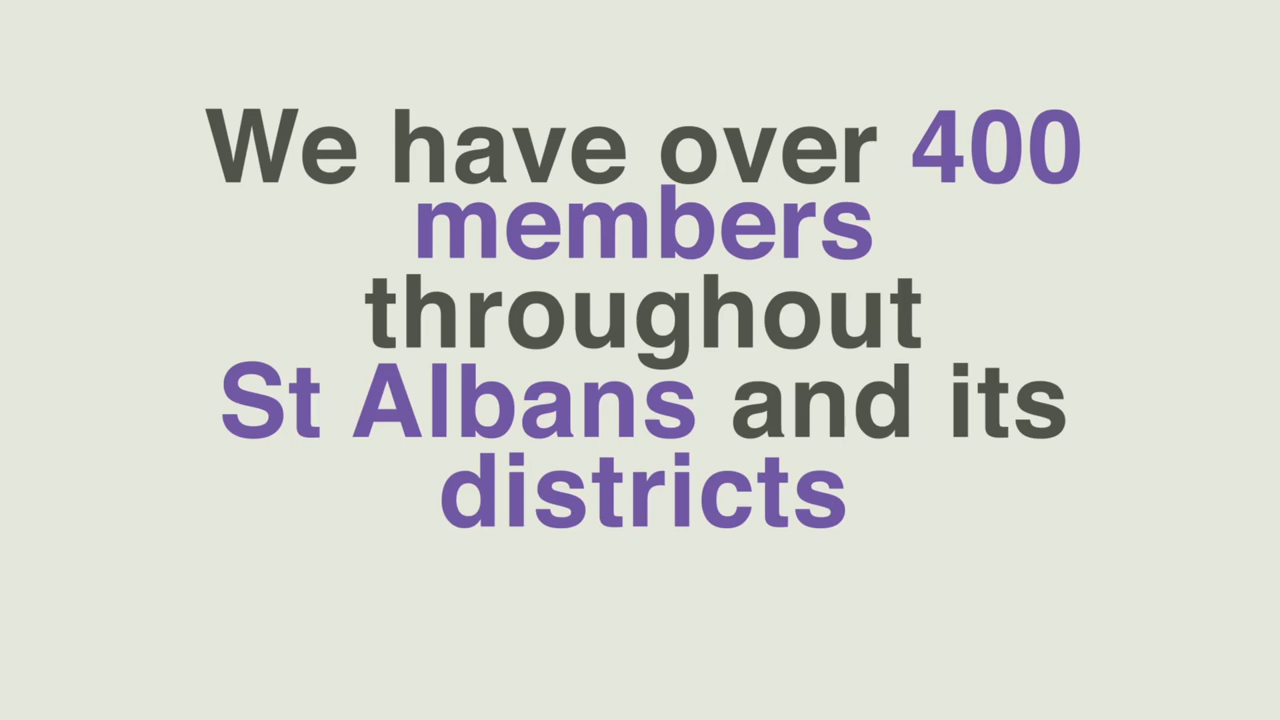 We have over 400
members
throughout
St Albans and its
districts